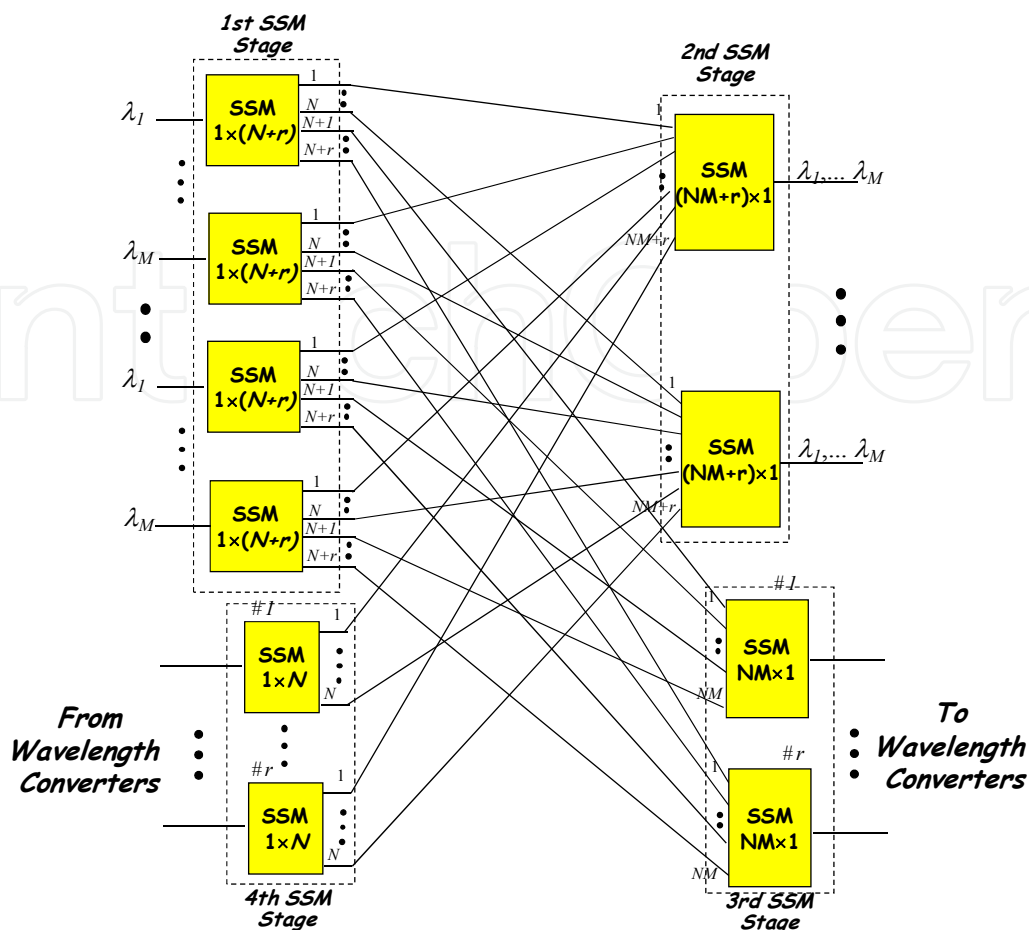 1st SSM
Stage
λ1
SSM
1×(N+r)
1
N
N+1
N+r
λM
SSM
1×(N+r)
1
N
N+1
N+r
λ1
SSM
1×(N+r)
1
N
N+1
N+r
λM
SSM
1×(N+r)
1
N
N+1
N+r
2nd SSM
Stage
1
NM+r
SSM
(NM+r)×1
λ1,... λM
1
NM+r
SSM
(NM+r)×1
λ1,... λM
#1
SSM
1×N
1
N
#r
SSM
1×N
1
N
From
Wavelength
Converters
4th SSM
Stage
#1
1
NM
SSM
NM×1
#r
1
NM
SSM
NM×1
To
Wavelength
Converters
3rd SSM
Stage